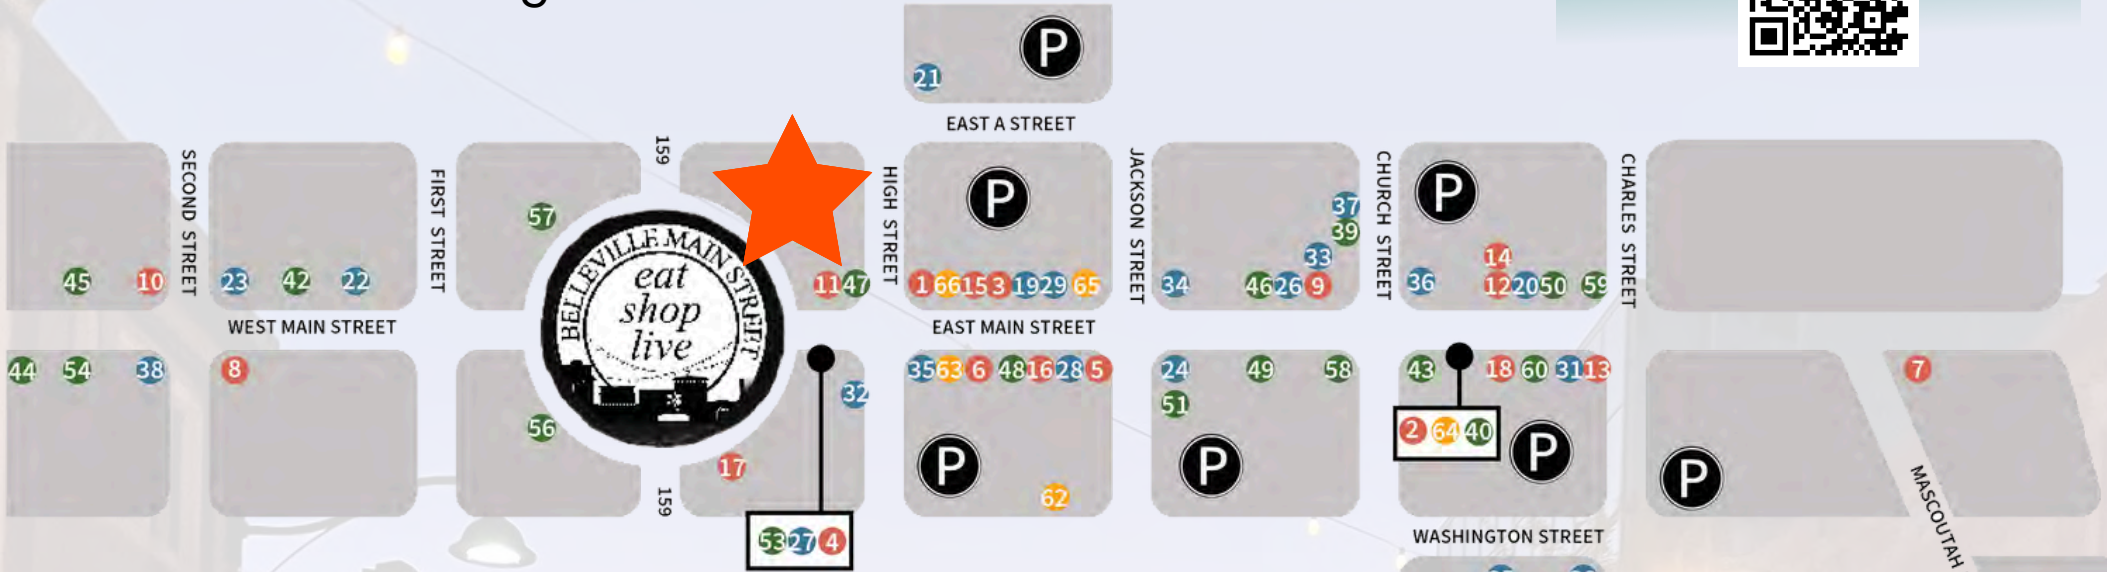 P
21
EAST A STREET
159
SECOND STREET
FIRST STREET
HIGH STREET
JACKSON STREET
CHURCH STREET
CHARLES STREET
P
P
57
37
39
33
14
45 10
23 42 22
11 47
1 66 15 3 19 29 65
34 46 26 9
36 12 20 50 59
BELLEVILLE MAIN STREET
eat
shop
live
WEST MAIN STREET
EAST MAIN STREET
44 54 38
8
35 63 6 48 16 28 5
24 49 58
43 18 60 31 13
7
32
51
56
2 64 40
17
P
P
P
P
62
159
53 27 4
WASHINGTON STREET
MASCOUTAH